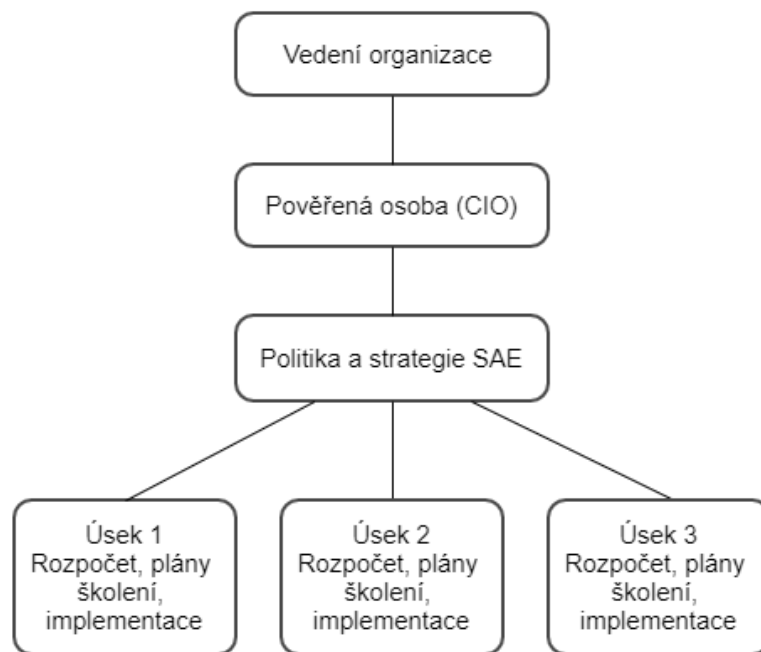 Vedení organizace
Pověřená osoba (CIO)
Politika a strategie SAE
Úsek 1
Rozpočet, plány
školení,
implementace
Úsek 2
Rozpočet, plány
školení,
implementace
Úsek 3
Rozpočet, plány
školení,
implementace